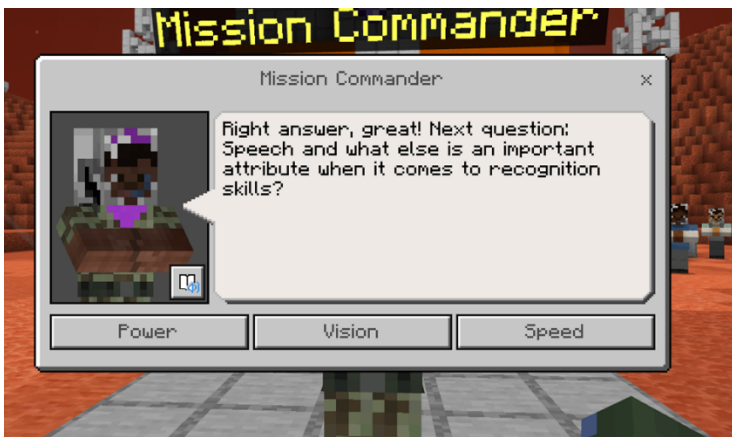 Mission Commander
Mission Commander
x
Right answer, great! Next question:
Speech and what else is an important
attribute when it comes to recognition
skills?
Power
Vision
Speed